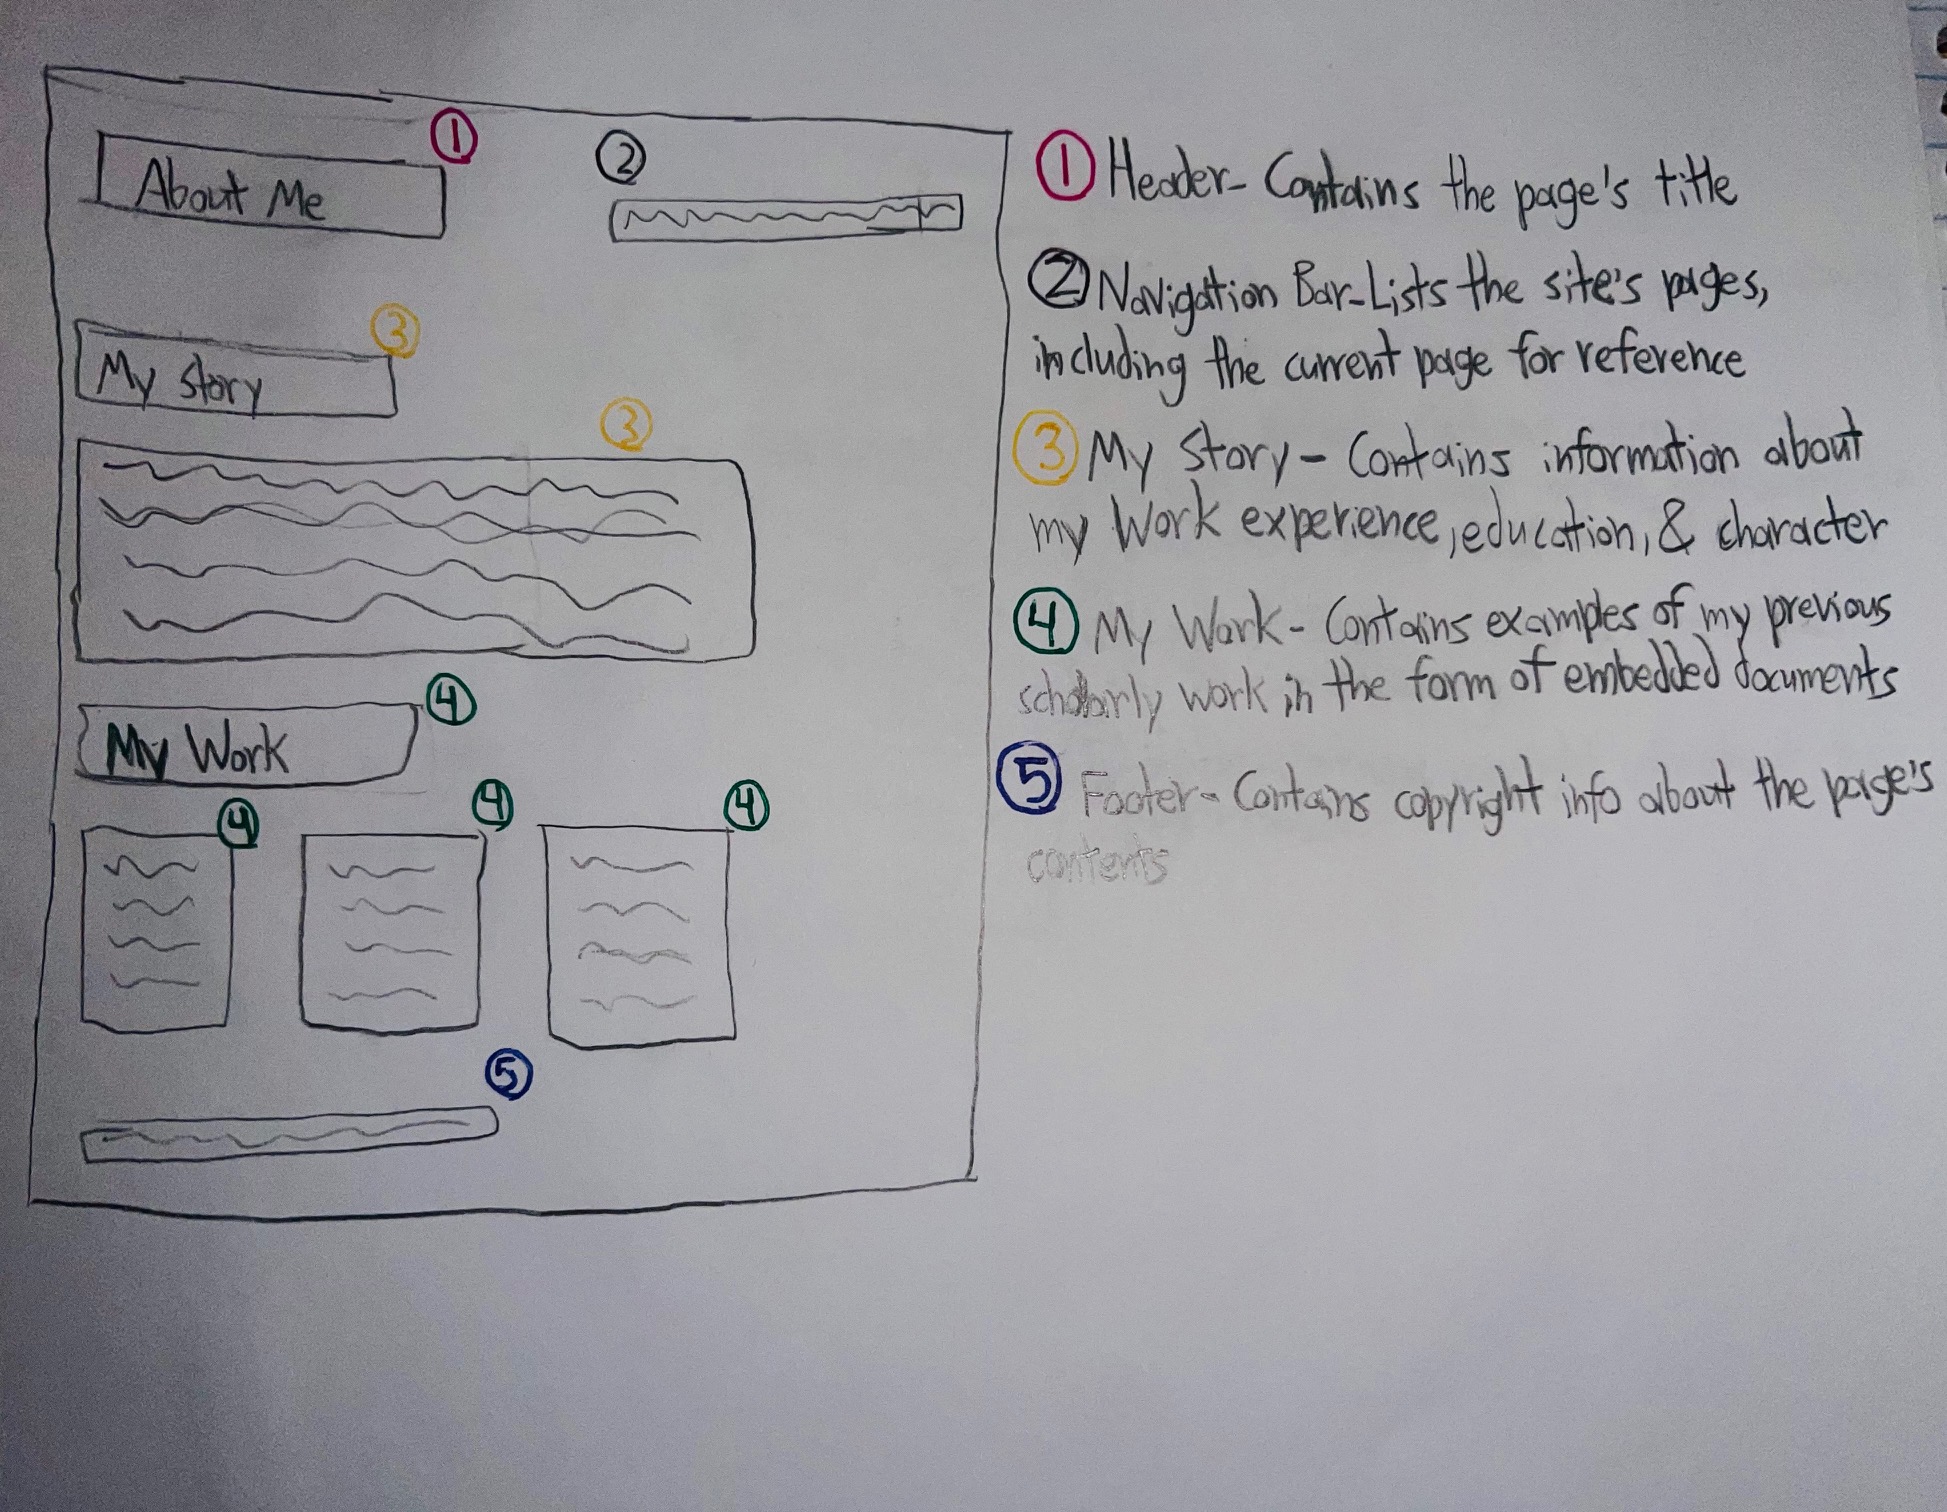 1
2
About Me
3
My Story
3
4
My Work
4
4
4
5
1 Header- Contains the page's title
2 Navigation Bar-Lists the site's pages,
including the current page for reference
3 My Story- Contains information about
my Work experience, education, & character
4 My Work- Contains examples of my previous
scholarly work in the form of embedded documents
5 Footer- Contains copyright info about the page's
contents